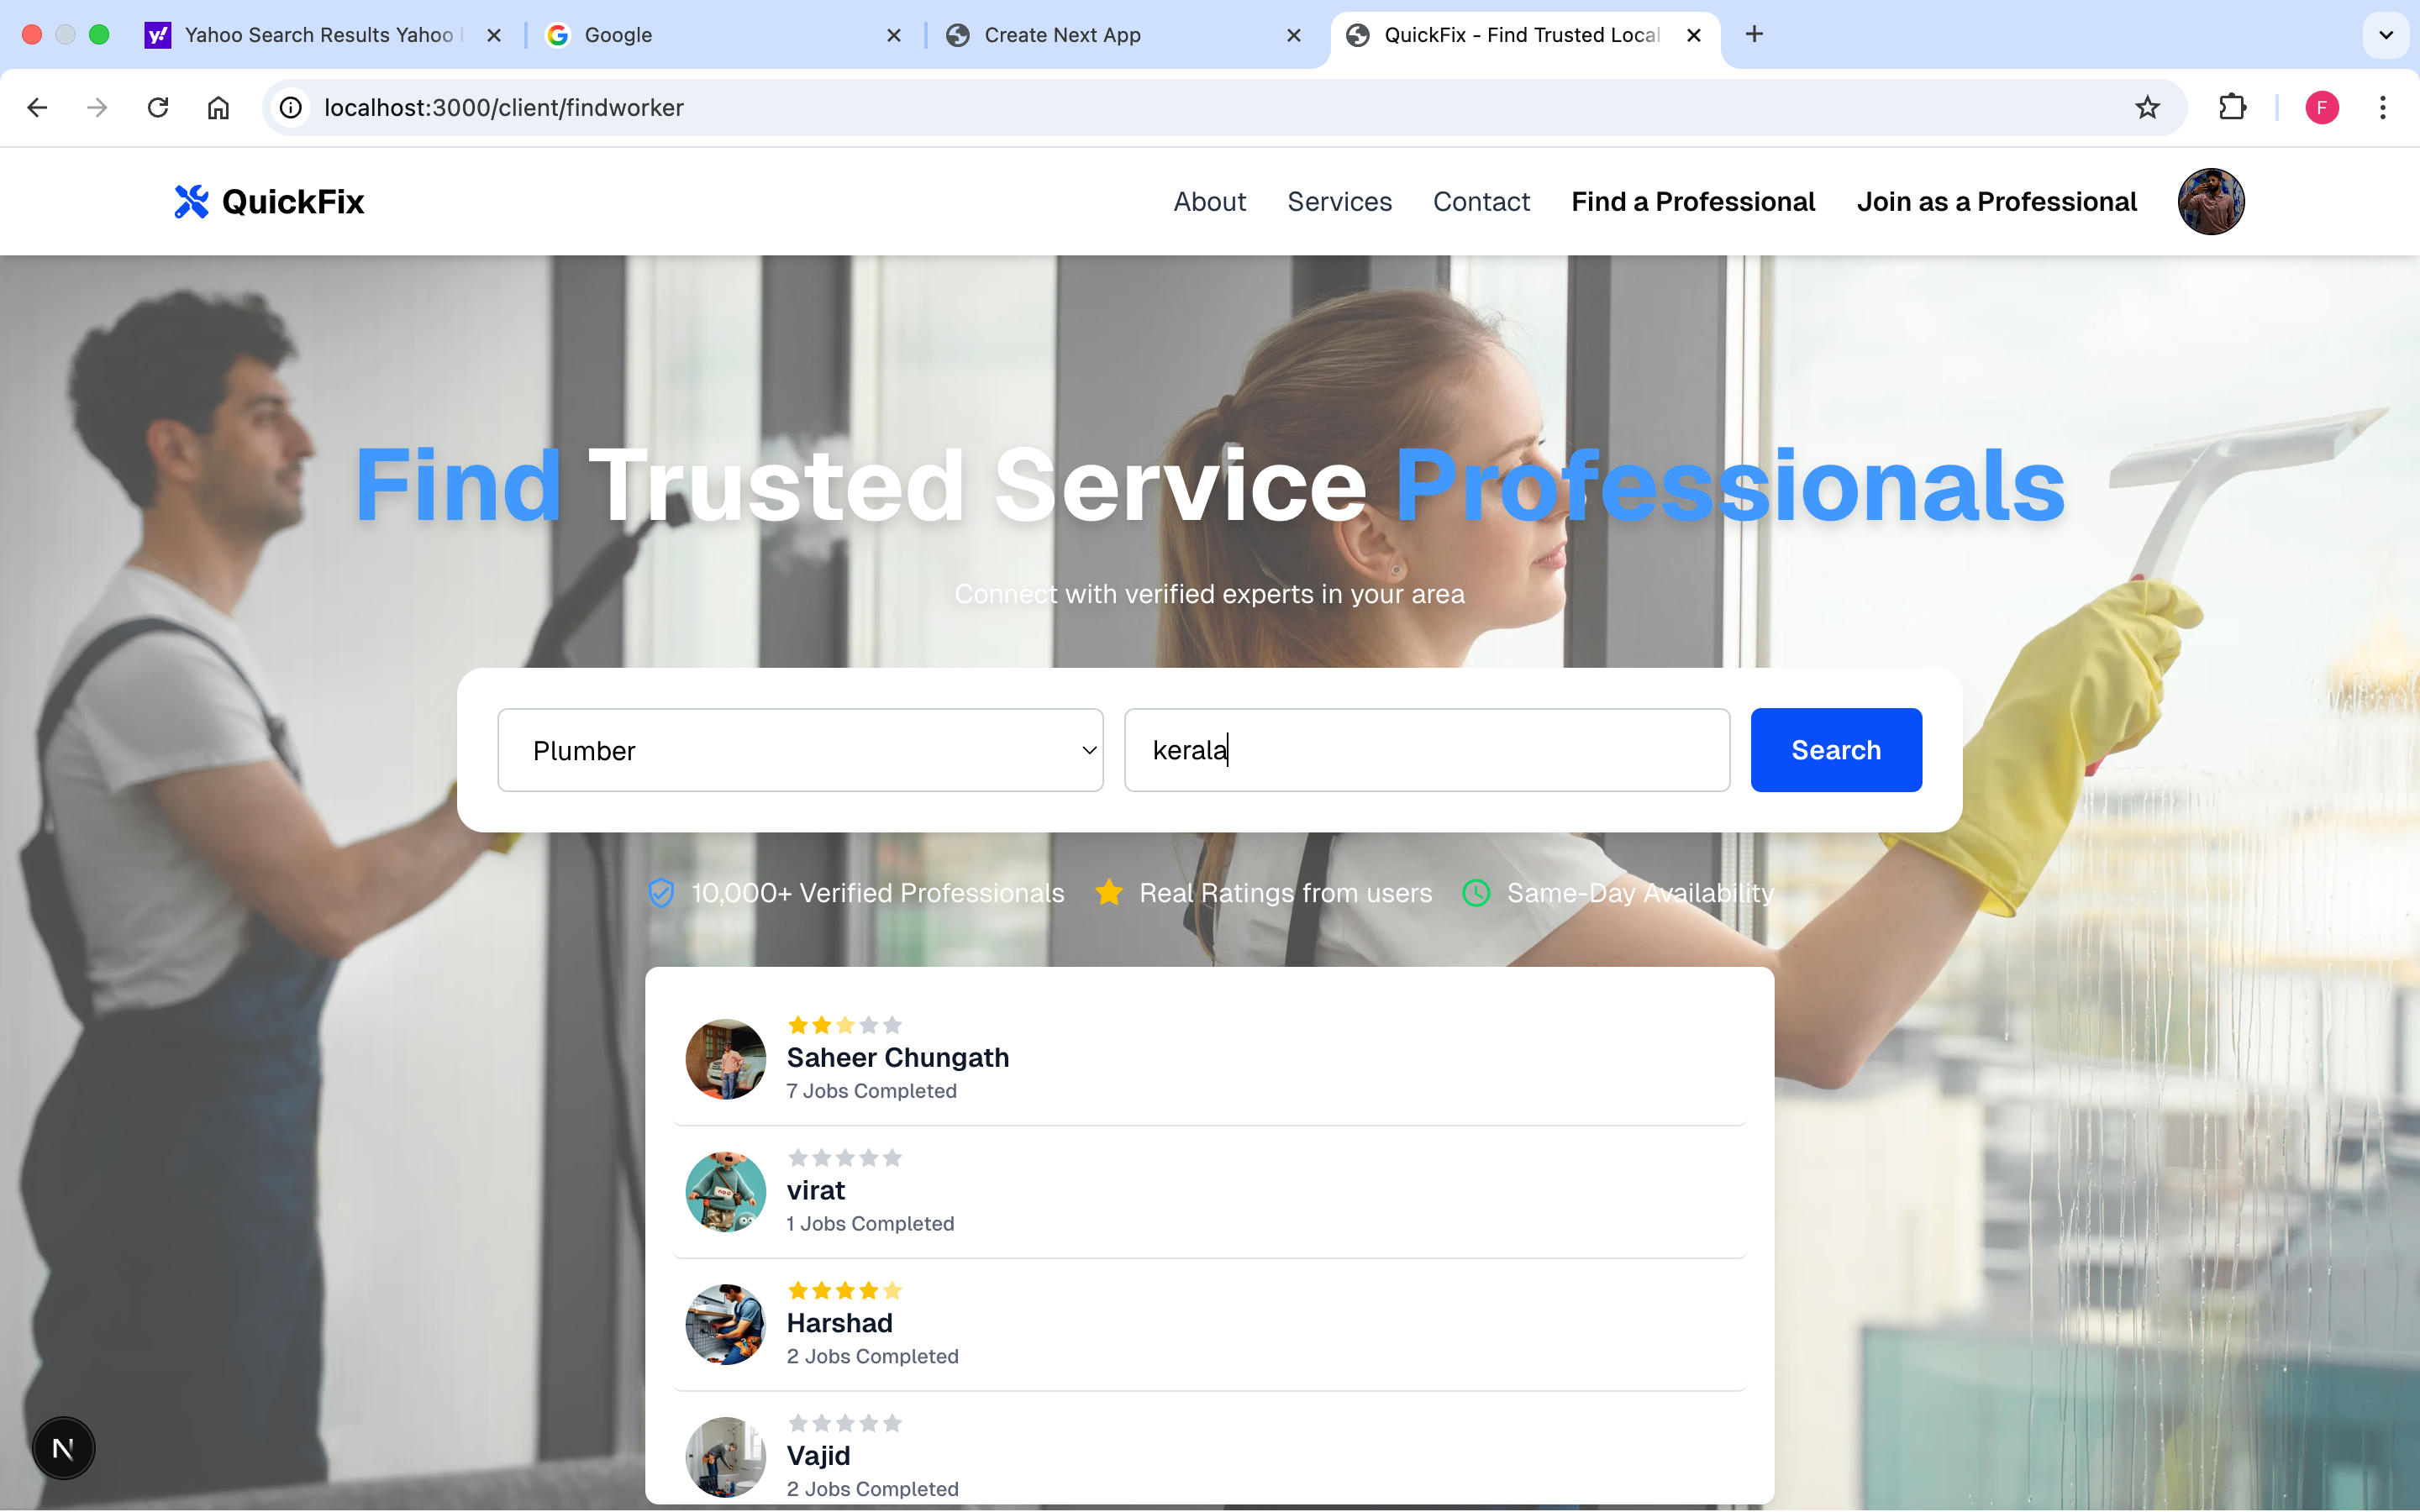 Yahoo Search Results Yahoo
Google
Create Next App
QuickFix - Find Trusted Local
localhost:3000/client/findworker
F
QuickFix
About
Services
Contact
Find a Professional
Join as a Professional
Find Trusted Service Professionals
Connect with verified experts in your area
Plumber
kerala
Search
10,000+ Verified Professionals
Real Ratings from users
Same-Day Availability
Saheer Chungath
7 Jobs Completed
virat
1 Jobs Completed
Harshad
2 Jobs Completed
Vajid
2 Jobs Completed
N